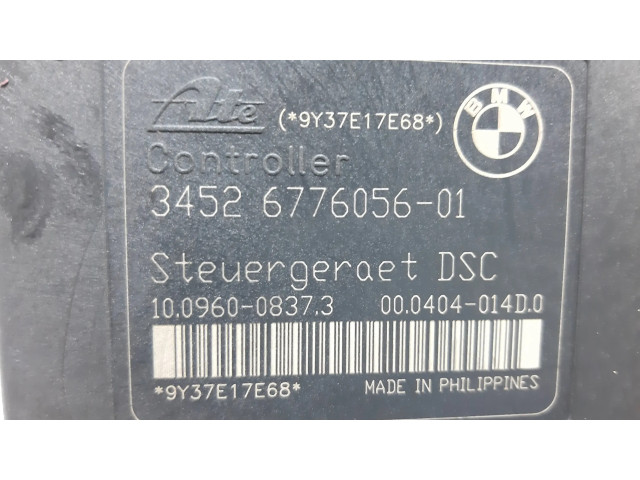 Ate (*9Y37E17E68*) BMW
Controller
3452 6776056-01
Steuergeraet DSC
10.0960-0837.3 00.0404-014D.0
*9Y37E17E68* MADE IN PHILIPPINES